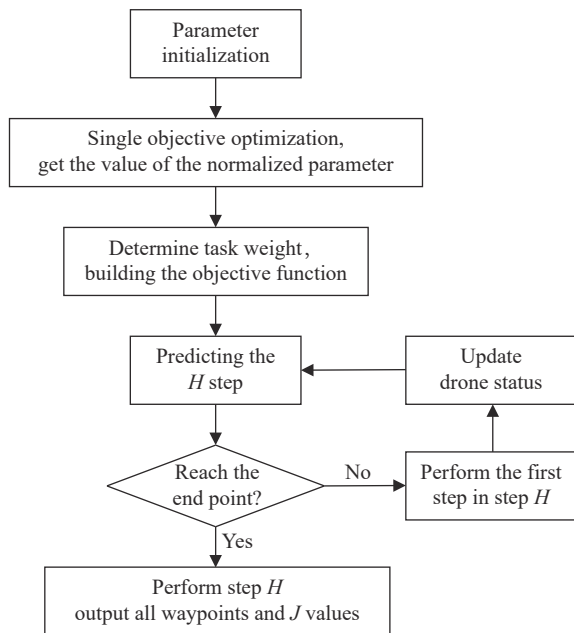 Parameter
initialization
Single objective optimization,
get the value of the normalized parameter
Determine task weight,
building the objective function
Predicting the
H step
Update
drone status
Reach the
end point?
No
Perform the first
step in step H
Yes
Perform step H
output all waypoints and J values